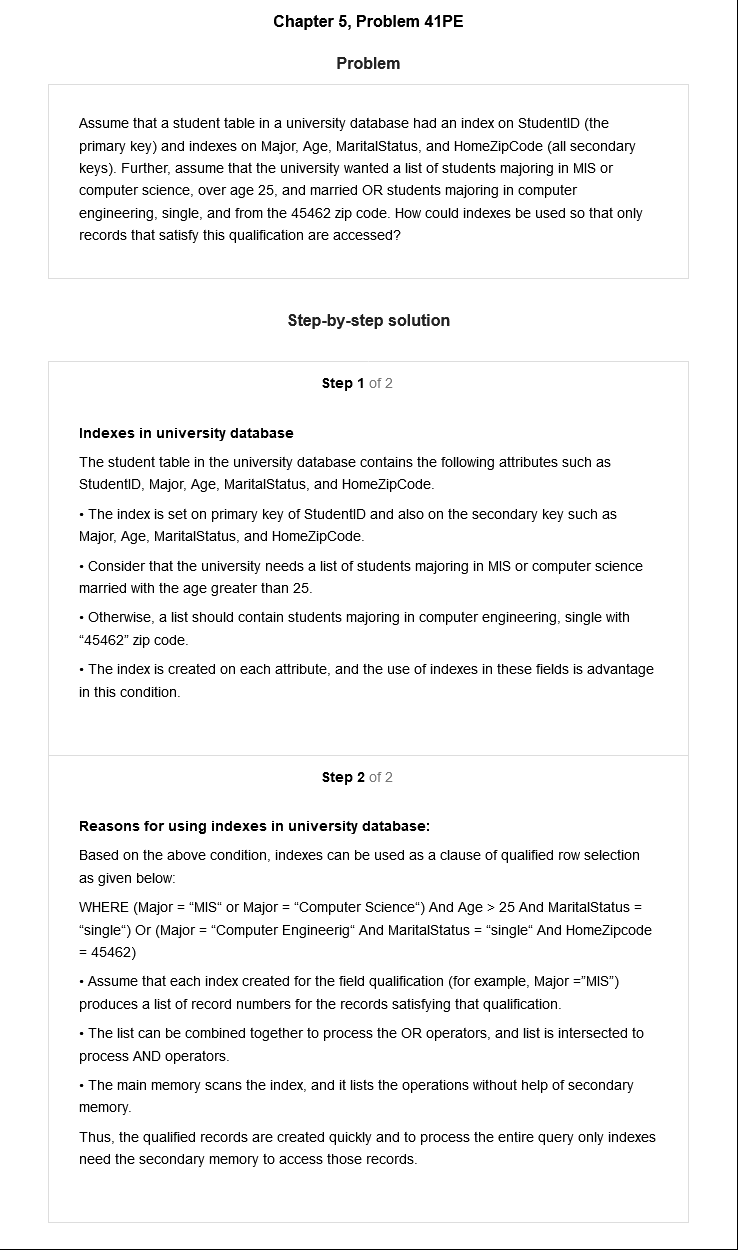 Chapter 5, Problem 41PE
Problem
Assume that a student table in a university database had an index on StudentID (the
primary key) and indexes on Major, Age, MaritalStatus, and HomeZipCode (all secondary
keys). Further, assume that the university wanted a list of students majoring in MIS or
computer science, over age 25, and married OR students majoring in computer
engineering, single, and from the 45462 zip code. How could indexes be used so that only
records that satisfy this qualification are accessed?
Step-by-step solution
Step 1 of 2
Indexes in university database
The student table in the university database contains the following attributes such as
StudentID, Major, Age, MaritalStatus, and HomeZipCode.
• The index is set on primary key of StudentID and also on the secondary key such as
Major, Age, MaritalStatus, and HomeZipCode.
• Consider that the university needs a list of students majoring in MIS or computer science
married with the age greater than 25.
• Otherwise, a list should contain students majoring in computer engineering, single with
“45462” zip code.
• The index is created on each attribute, and the use of indexes in these fields is advantage
in this condition.
Step 2 of 2
Reasons for using indexes in university database:
Based on the above condition, indexes can be used as a clause of qualified row selection
as given below:
WHERE (Major = “MIS“ or Major = “Computer Science“) And Age > 25 And MaritalStatus =
“single“) Or (Major = “Computer Engineerig“ And MaritalStatus = “single“ And HomeZipcode
= 45462)
• Assume that each index created for the field qualification (for example, Major =”MIS”)
produces a list of record numbers for the records satisfying that qualification.
• The list can be combined together to process the OR operators, and list is intersected to
process AND operators.
• The main memory scans the index, and it lists the operations without help of secondary
memory.
Thus, the qualified records are created quickly and to process the entire query only indexes
need the secondary memory to access those records.